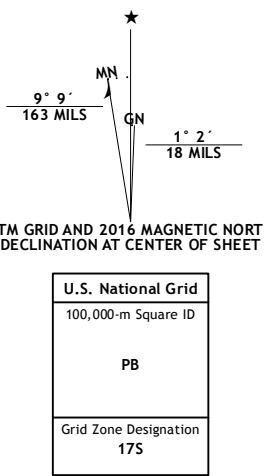 MN
9° 9´
163 MILS
GN
1° 2´
18 MILS
TM GRID AND 2016 MAGNETIC NORT
DECLINATION AT CENTER OF SHEET
U.S. National Grid
100,000-m Square ID
PB
Grid Zone Designation
17S